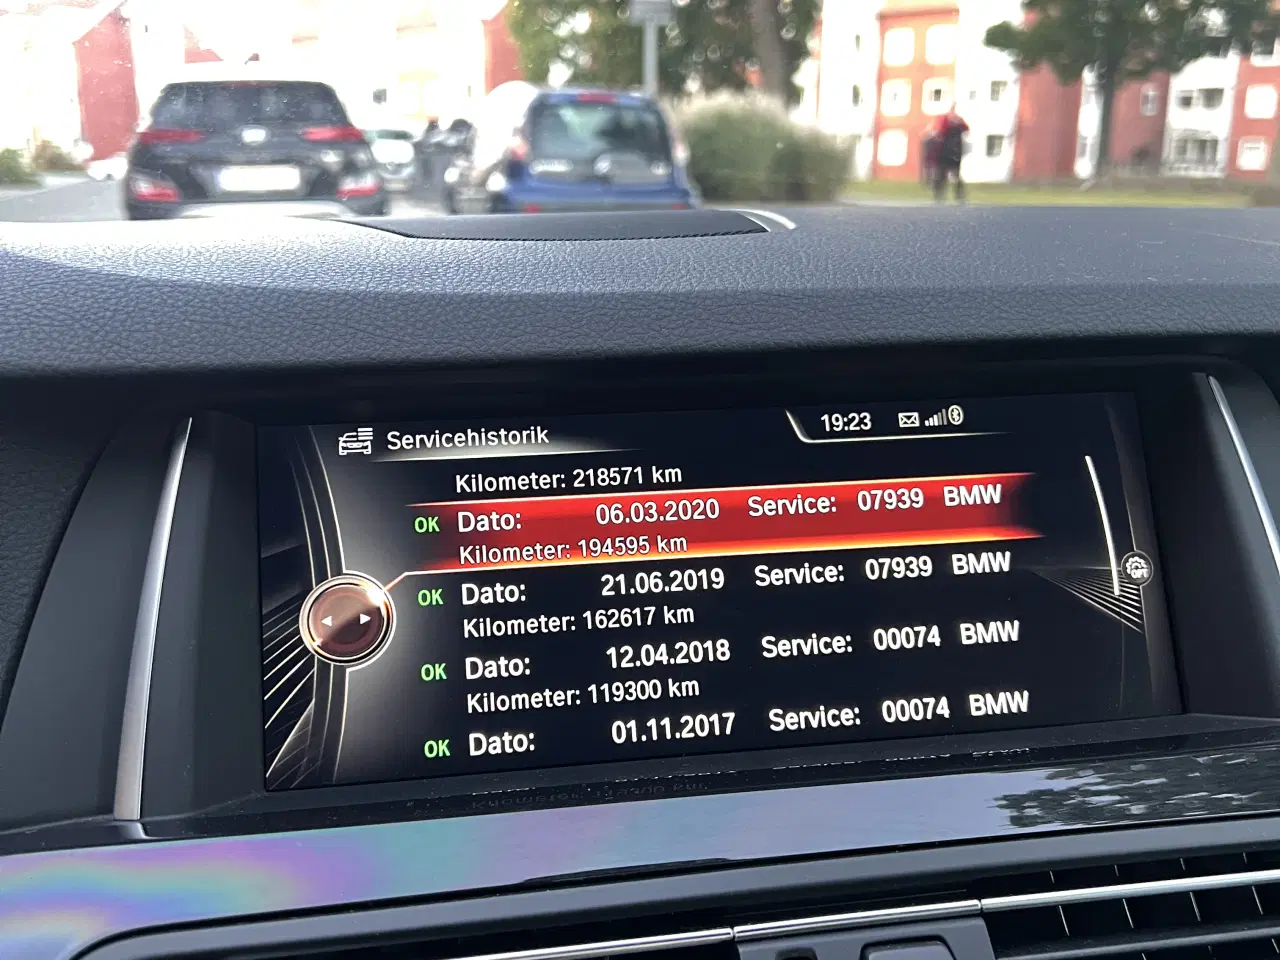 Servicehistorik
19:23
Kilometer: 218571 km
OK Dato: 06.03.2020 Service: 07939 BMW
Kilometer: 194595 km
OK Dato: 21.06.2019 Service: 07939 BMW
Kilometer: 162617 km
OK Dato: 12.04.2018 Service: 00074 BMW
Kilometer: 119300 km
OK Dato: 01.11.2017 Service: 00074 BMW
OPT